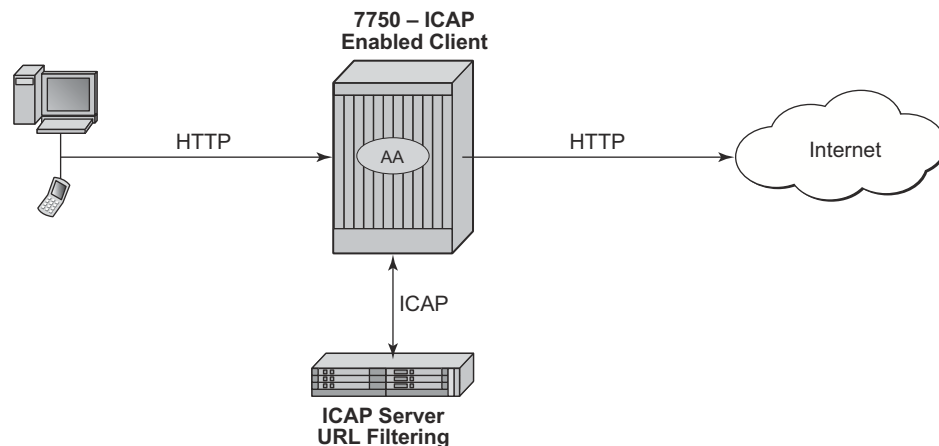 7750 – ICAP
Enabled Client
HTTP
AA
HTTP
Internet
ICAP
ICAP Server
URL Filtering